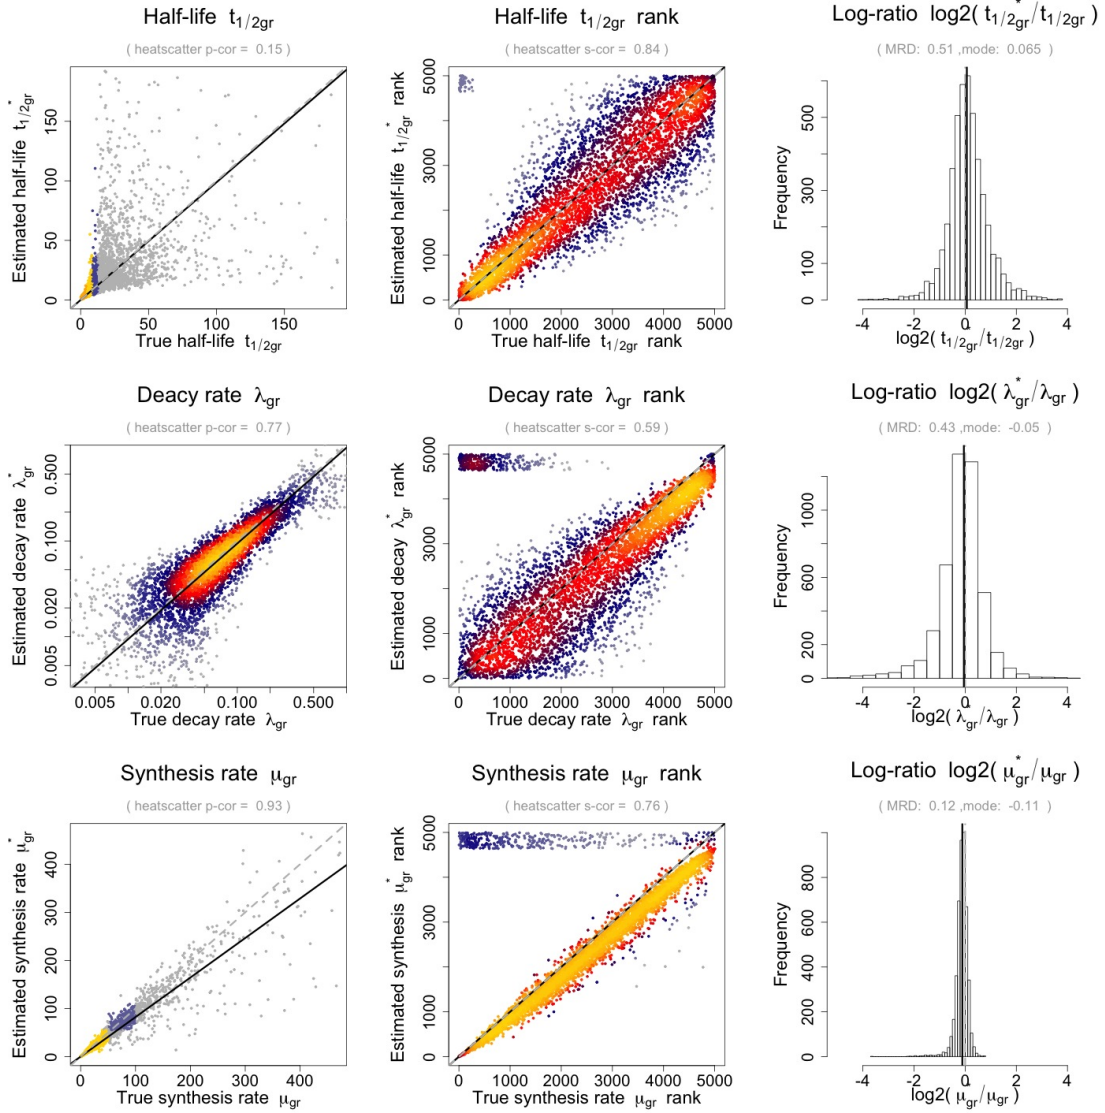 Half-life t1/2gr
( heatscatter p-cor = 0.15 )
Estimated half-life t*1/2gr
0 50 100 150
0 50 100 150
True half-life t1/2gr
Half-life t1/2gr rank
( heatscatter s-cor = 0.84 )
Estimated half-life t*1/2gr rank
0 1000 3000 5000
0 1000 2000 3000 4000 5000
True half-life t1/2gr rank
Log-ratio log2( t*1/2gr/t1/2gr )
( MRD: 0.51 ,mode: 0.065 )
Frequency
0 100 300 500
-4 -2 0 2 4
log2( t1/2gr/t1/2gr )
Deacy rate λgr
( heatscatter p-cor = 0.77 )
Estimated decay rate λ*gr
0.005 0.020 0.100 0.500
0.005 0.020 0.100 0.500
True decay rate λgr
Decay rate λgr rank
( heatscatter s-cor = 0.59 )
Estimated decay λ*gr rank
0 1000 3000 5000
0 1000 2000 3000 4000 5000
True decay rate λgr rank
Log-ratio log2( λ*gr/λgr )
( MRD: 0.43 ,mode: -0.05 )
Frequency
0 200 600 1000
-4 -2 0 2 4
log2( λgr/λgr )
Synthesis rate μgr
( heatscatter p-cor = 0.93 )
Estimated synthesis rate μ*gr
0 100 200 300 400
0 100 200 300 400
True synthesis rate μgr
Synthesis rate μgr rank
( heatscatter s-cor = 0.76 )
Estimated synthesis μ*gr rank
0 1000 3000 5000
0 1000 2000 3000 4000 5000
True synthesis rate μgr rank
Log-ratio log2( μ*gr/μgr )
( MRD: 0.12 ,mode: -0.11 )
Frequency
0 200 400 600 800
-4 -2 0 2 4
log2( μgr/μgr )